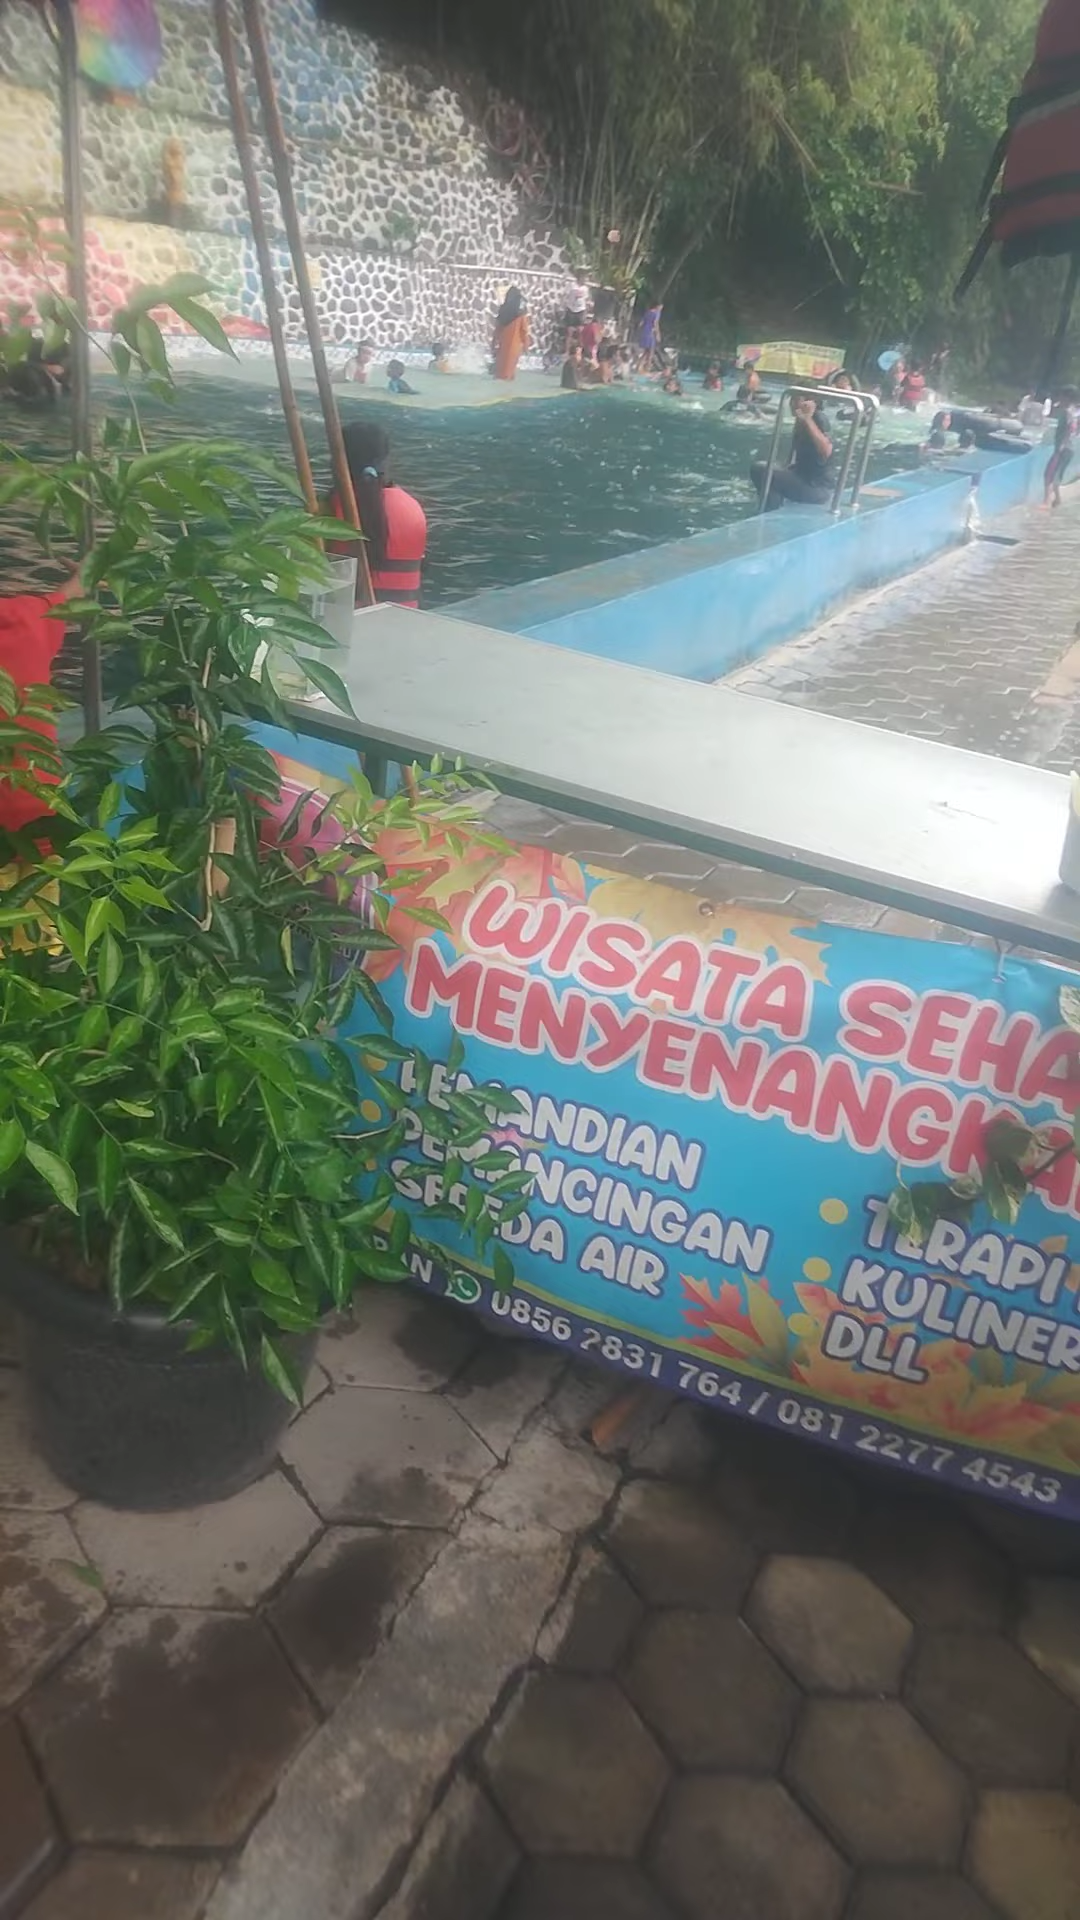 WISATA SEHA
MENYENANGKA
PEMANDIAN
PEMANCINGAN
SEPEDA AIR
TERAPI
KULINER
DLL
0856 2831 764 / 081 2277 4543